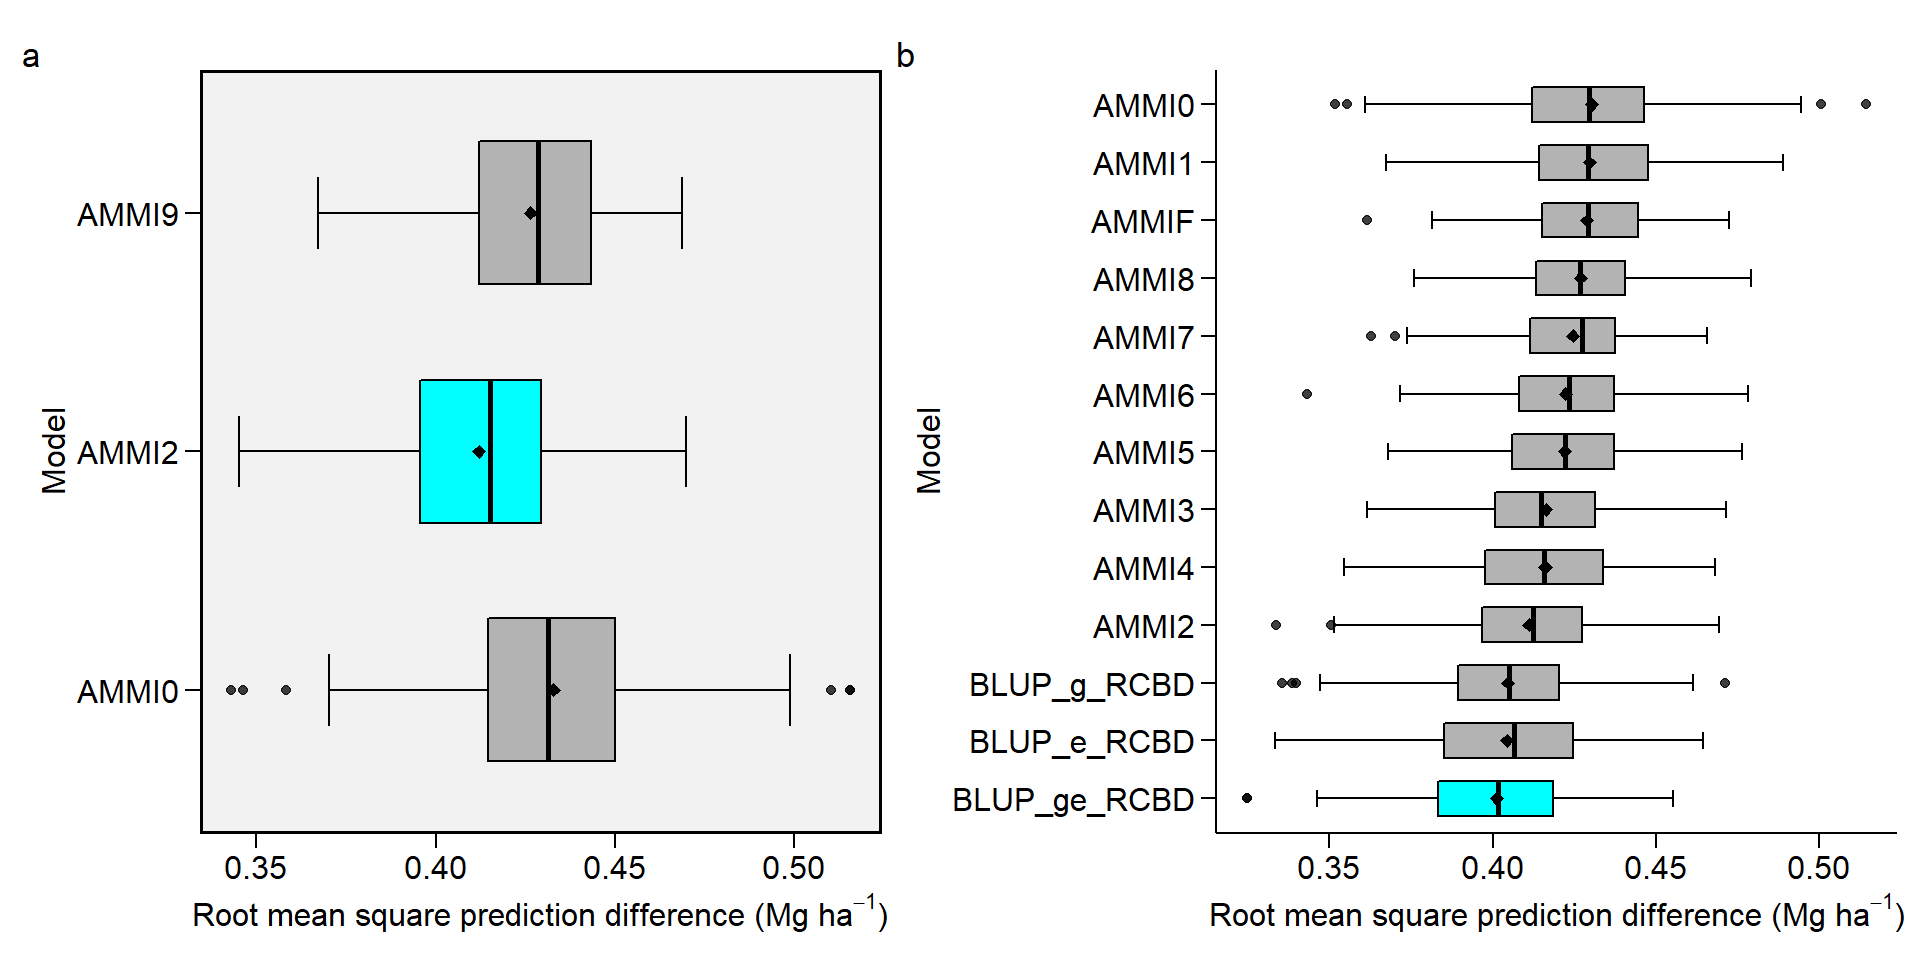 a
Model
AMMI9
AMMI2
AMMI0
0.35 0.40 0.45 0.50
Root mean square prediction difference (Mg ha⁻¹)
b
Model
AMMI0
AMMI1
AMMIF
AMMI8
AMMI7
AMMI6
AMMI5
AMMI3
AMMI4
AMMI2
BLUP_g_RCBD
BLUP_e_RCBD
BLUP_ge_RCBD
0.35 0.40 0.45 0.50
Root mean square prediction difference (Mg ha⁻¹)